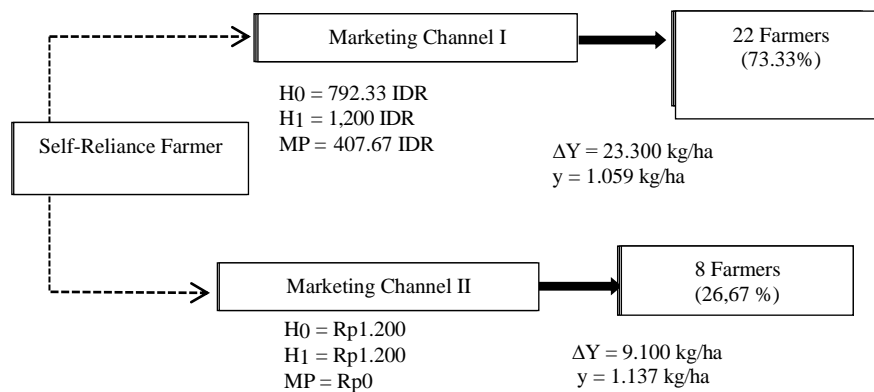 Marketing Channel I
22 Farmers
(73.33%)
H0 = 792.33 IDR
H1 = 1,200 IDR
MP = 407.67 IDR
Self-Reliance Farmer
ΔY = 23.300 kg/ha
y = 1.059 kg/ha
Marketing Channel II
8 Farmers
(26,67 %)
H0 = Rp1.200
H1 = Rp1.200
MP = Rp0
ΔY = 9.100 kg/ha
y = 1.137 kg/ha